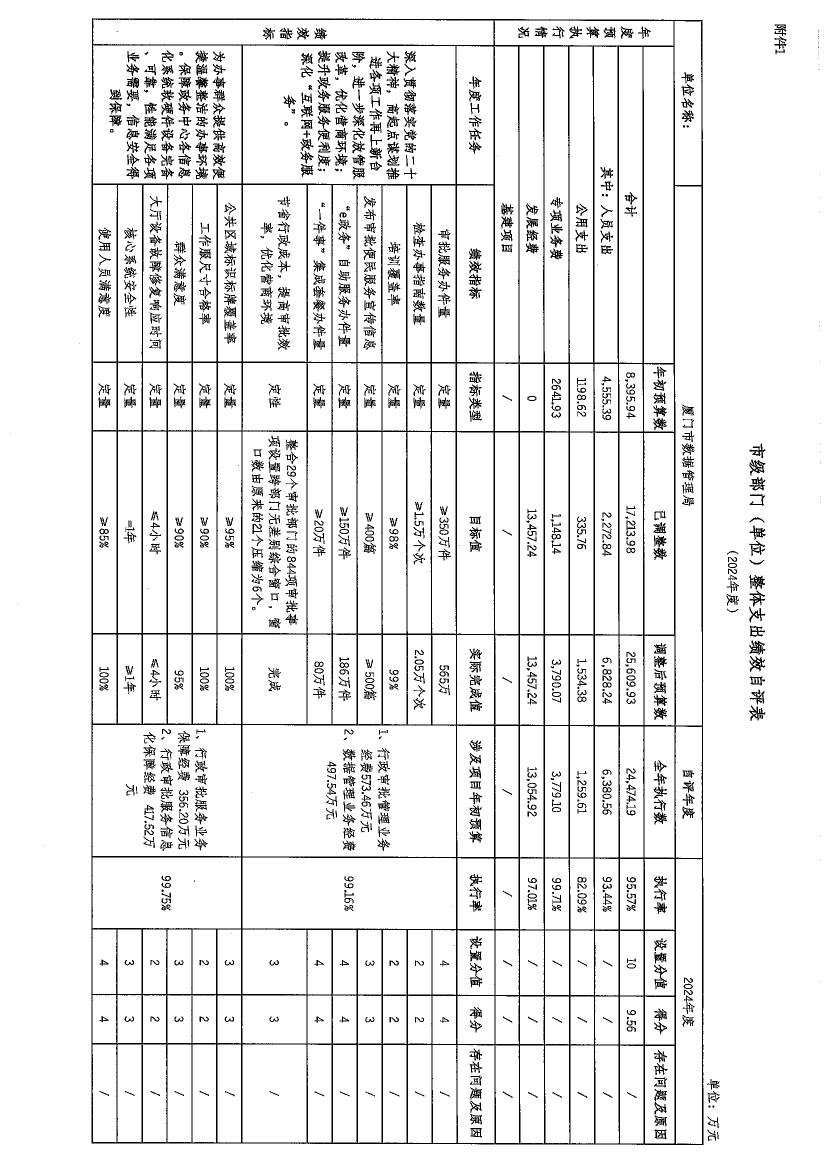 附件1
市级部门（单位）整体支出绩效自评表
（2024年度）
单位：万元
单位名称： 厦门市数据管理局 自评年度 2024年度
年度预算执行情况 年初预算数 已调整数 调整后预算数 全年执行数 执行率 设置分值 得分 存在问题及原因
合计 8,395.94 17,213.98 25,609.93 24,474.19 95.57% 10 9.56 /
其中：人员支出 4,555.39 2,272.84 6,828.24 6,380.56 93.44% / / /
公用支出 1198.62 335.76 1,534.38 1,259.61 82.09% / / /
专项业务费 2641.93 1,148.14 3,790.07 3,779.10 99.71% / / /
发展经费 0 13,457.24 13,457.24 13,054.92 97.01% / / /
基建项目 / / / / / / / /
绩效指标 年度工作任务 绩效指标 指标类型 目标值 实际完成值 涉及项目年初预算 执行率 设置分值 得分 存在问题及原因
深入贯彻落实党的二十
大精神，高起点谋划推
进各项工作再上新台
阶，进一步深化放管服
改革，优化营商环境；
提升政务服务便利度；
深化“互联网+政务服
务”。
审批服务办件量 定量 ≥350万件 565万 4 4 /
检查办事指南数量 定量 ≥1.5万个次 2.05万个次 2 2 /
培训覆盖率 定量 ≥98% 99% 2 2 /
发布审批便民服务宣传信息 定量 ≥400篇 ≥500篇 3 3 /
“e政务”自助服务办件量 定量 ≥150万件 186万件 4 4 /
“一件事”集成套餐办件量 定量 ≥20万件 80万件 4 4 /
节省行政成本，提高审批效
率，优化营商环境
定性
整合29个审批部门的844项审批事
项设置跨部门无差别综合窗口，窗
口数由原来的21个压缩为6个。
完成 3 3 /
1、行政审批管理业务
经费573.46万元
2、数据管理业务经费
497.54万元
99.16%
为办事群众提供高效便
捷温馨整洁的办事环境
。保障政务中心各信息
化系统软硬件设备完备
、可靠，性能满足各项
业务需要，信息安全得
到保障。
公共区域标识标牌覆盖率 定量 ≥95% 100% 3 3 /
工作服尺寸合格率 定量 ≥90% 100% 2 2 /
群众满意度 定量 ≥90% 95% 3 3 /
大厅设备故障修复响应时间 定量 ≤4小时 ≤4小时 2 2 /
核心系统安全性 定量 =1年 ≥1年 3 3 /
使用人员满意度 定量 ≥85% 100% 4 4 /
1、行政审批服务业务
保障经费 356.20万元
2、行政审批服务信息
化保障经费 417.52万
元
99.75%